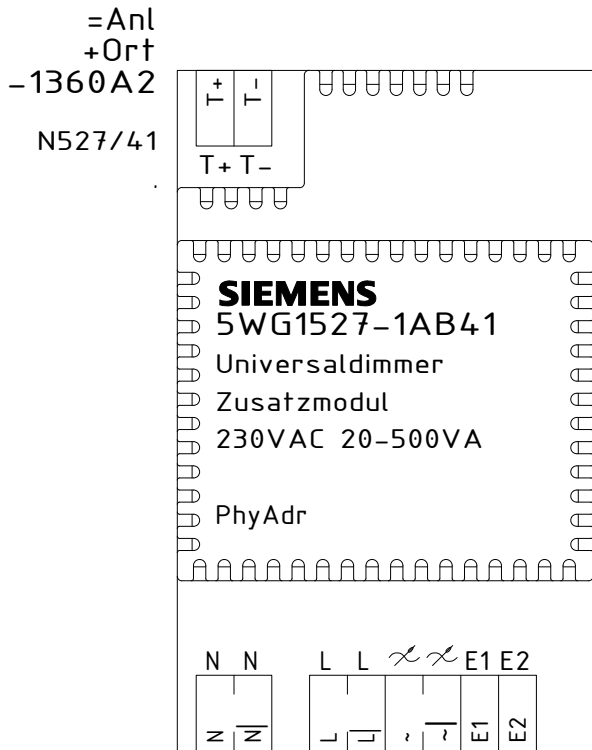 =Anl
+Ort
-1360A2
N527/41
.
T+ T-
T+ T-
SIEMENS
5WG1527-1AB41
Universaldimmer
Zusatzmodul
230VAC 20-500VA
PhyAdr
N N L L E1 E2
N N L L ~ ~ E1 E2